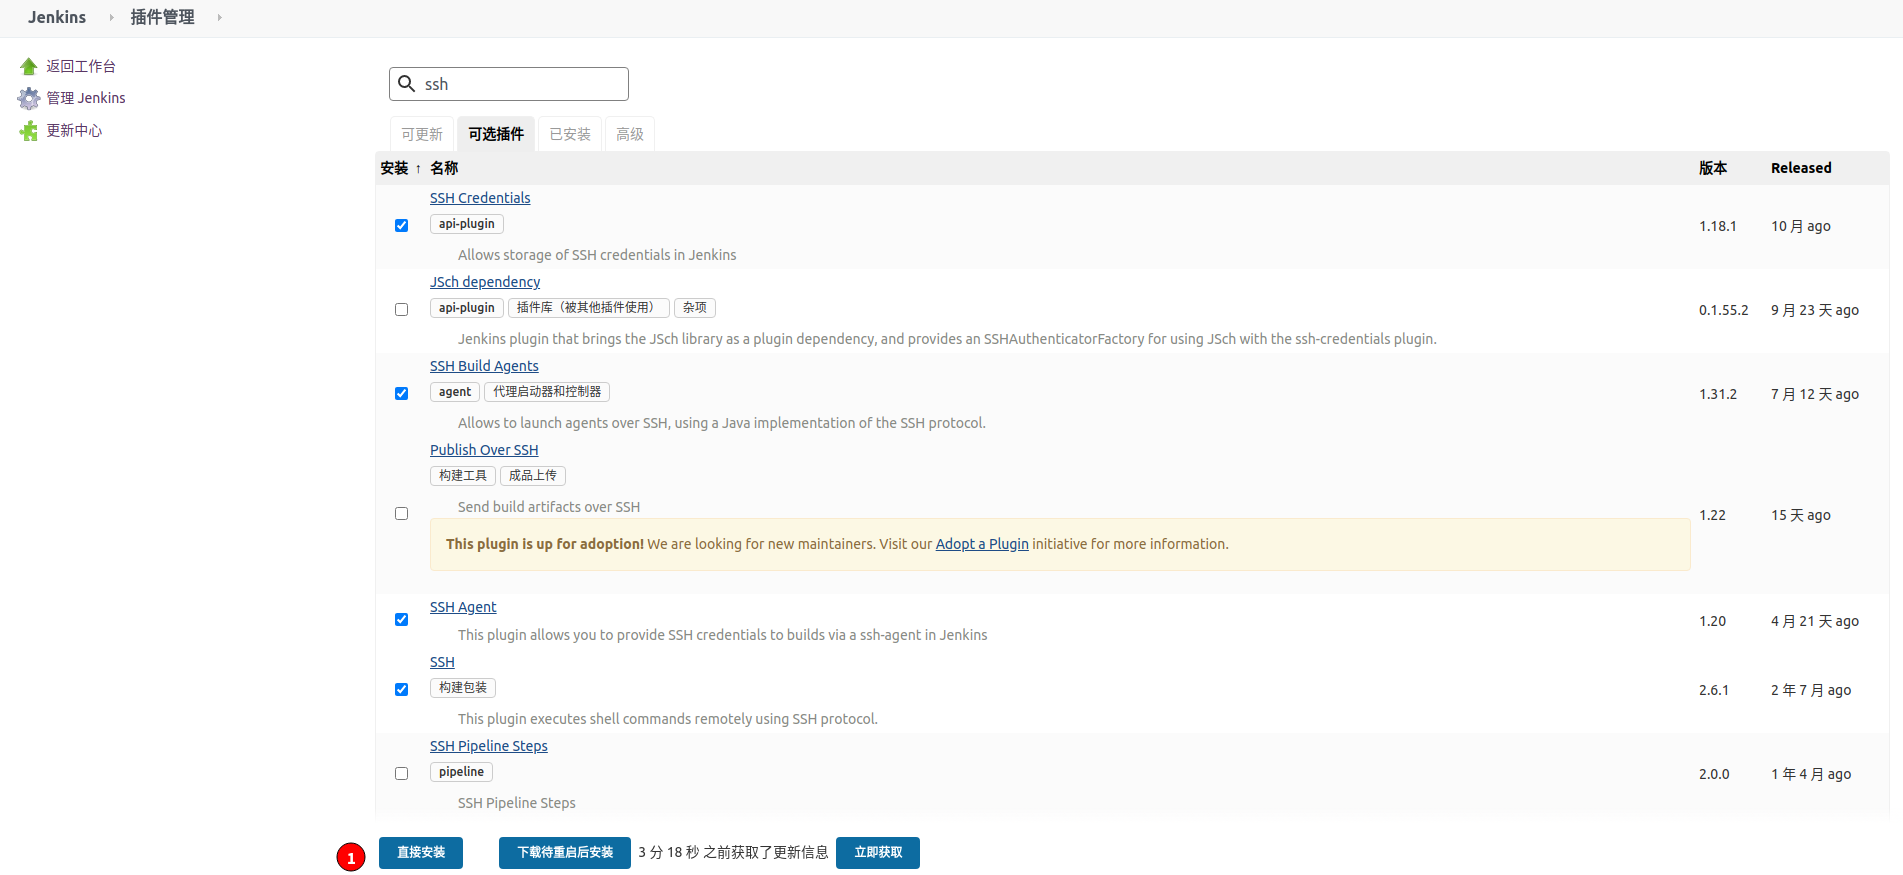 Jenkins 插件管理
返回工作台
管理 Jenkins
更新中心
ssh
可更新 可选插件 已安装 高级
安装 ↑ 名称 版本 Released
SSH Credentials
api-plugin
1.18.1 10 月 ago
Allows storage of SSH credentials in Jenkins
JSch dependency
api-plugin 插件库（被其他插件使用） 杂项
0.1.55.2 9 月 23 天 ago
Jenkins plugin that brings the JSch library as a plugin dependency, and provides an SSHAuthenticatorFactory for using JSch with the ssh-credentials plugin.
SSH Build Agents
agent 代理启动器和控制器
1.31.2 7 月 12 天 ago
Allows to launch agents over SSH, using a Java implementation of the SSH protocol.
Publish Over SSH
构建工具 成品上传
Send build artifacts over SSH
1.22 15 天 ago
This plugin is up for adoption! We are looking for new maintainers. Visit our Adopt a Plugin initiative for more information.
SSH Agent
1.20 4 月 21 天 ago
This plugin allows you to provide SSH credentials to builds via a ssh-agent in Jenkins
SSH
构建包装
2.6.1 2 年 7 月 ago
This plugin executes shell commands remotely using SSH protocol.
SSH Pipeline Steps
pipeline
2.0.0 1 年 4 月 ago
SSH Pipeline Steps
1 直接安装 下载待重启后安装 3 分 18 秒 之前获取了更新信息 立即获取